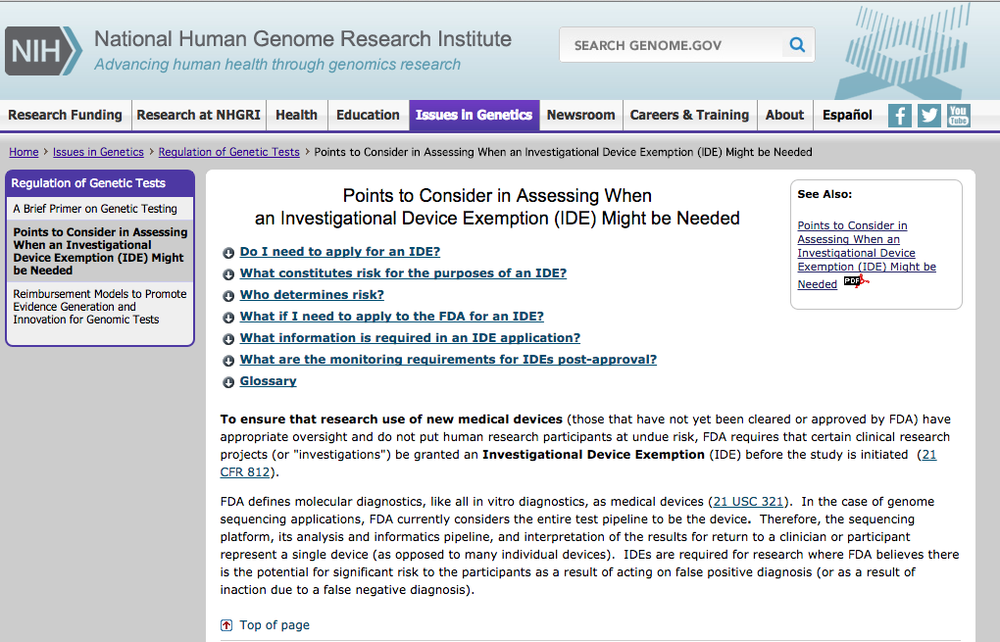 NIH
National Human Genome Research Institute
Advancing human health through genomics research
SEARCH GENOME.GOV
Research Funding
Research at NHGRI
Health
Education
Issues in Genetics
Newsroom
Careers & Training
About
Español
f
You
Tube
Home › Issues in Genetics › Regulation of Genetic Tests › Points to Consider in Assessing When an Investigational Device Exemption (IDE) Might be Needed
Regulation of Genetic Tests
A Brief Primer on Genetic Testing
Points to Consider in Assessing
When an Investigational
Device Exemption (IDE) Might
be Needed
Reimbursement Models to Promote
Evidence Generation and
Innovation for Genomic Tests
Points to Consider in Assessing When
an Investigational Device Exemption (IDE) Might be Needed
Do I need to apply for an IDE?
What constitutes risk for the purposes of an IDE?
Who determines risk?
What if I need to apply to the FDA for an IDE?
What information is required in an IDE application?
What are the monitoring requirements for IDEs post-approval?
Glossary
See Also:
Points to Consider in
Assessing When an
Investigational Device
Exemption (IDE) Might be
Needed PDF
To ensure that research use of new medical devices (those that have not yet been cleared or approved by FDA) have
appropriate oversight and do not put human research participants at undue risk, FDA requires that certain clinical research
projects (or "investigations") be granted an Investigational Device Exemption (IDE) before the study is initiated (21
CFR 812).
FDA defines molecular diagnostics, like all in vitro diagnostics, as medical devices (21 USC 321). In the case of genome
sequencing applications, FDA currently considers the entire test pipeline to be the device. Therefore, the sequencing
platform, its analysis and informatics pipeline, and interpretation of the results for return to a clinician or participant
represent a single device (as opposed to many individual devices). IDEs are required for research where FDA believes there
is the potential for significant risk to the participants as a result of acting on false positive diagnosis (or as a result of
inaction due to a false negative diagnosis).
Top of page